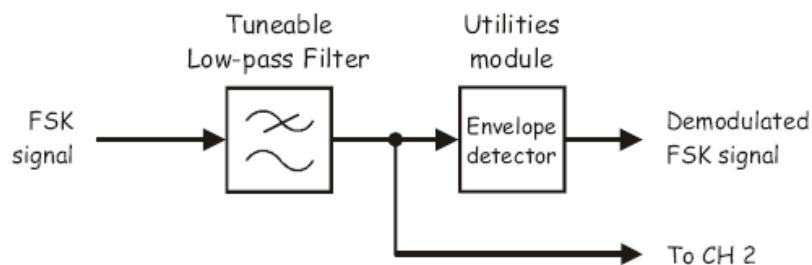 Tuneable
Low-pass Filter
Utilities
module
FSK
signal
Envelope
detector
Demodulated
FSK signal
To CH 2